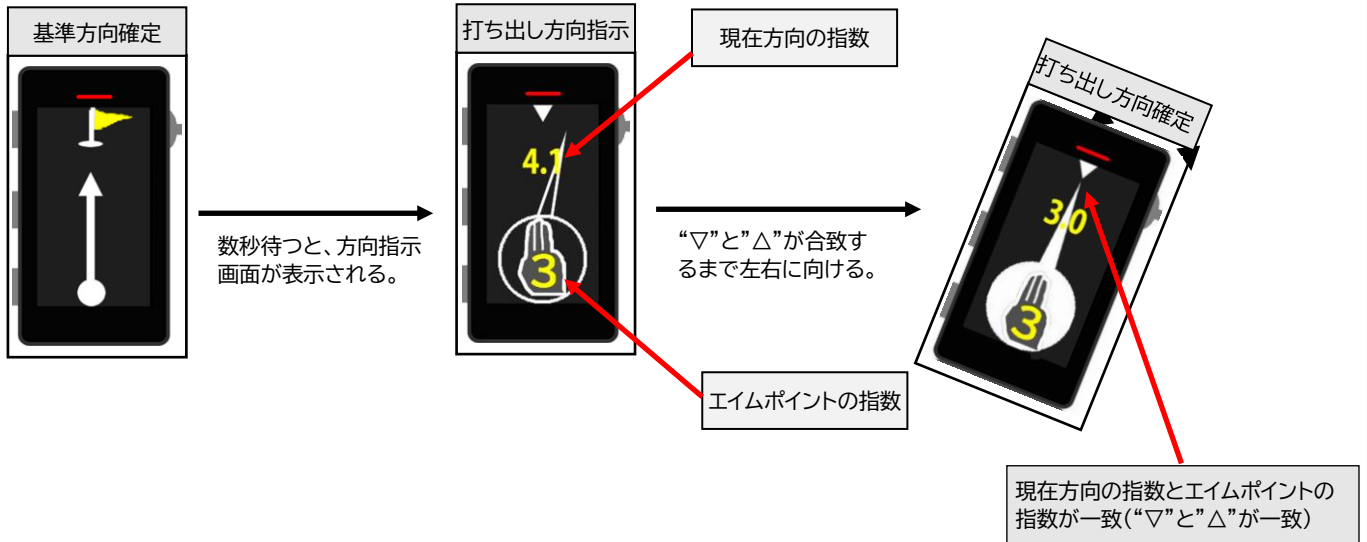 基準方向確定
打ち出し方向指示
4.1
3
現在方向の指数
打ち出し方向確定
3.0
3
数秒待つと、方向指示
画面が表示される。
“▽”と”△”が合致す
るまで左右に向ける。
エイムポイントの指数
現在方向の指数とエイムポイントの
指数が一致(“▽”と”△”が一致)